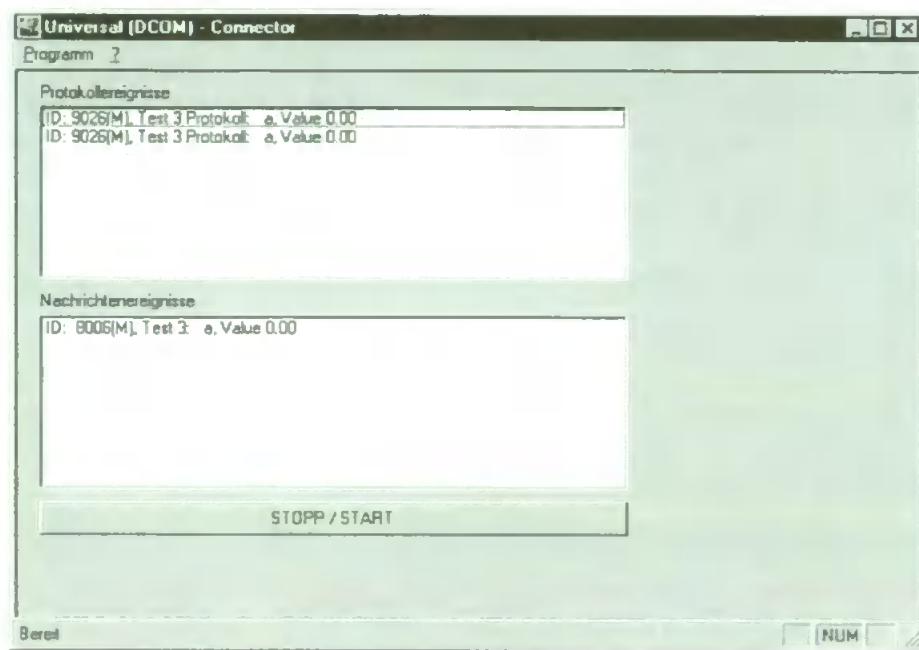 Universal (DCOM) - Connector
Programm ?
Protokollereignisse
ID: 9026(M), Test 3 Protokoll: a, Value 0.00
ID: 9026(M), Test 3 Protokoll: a, Value 0.00
Nachrichtenereignisse
ID: 8006(M), Test 3: a, Value 0.00
STOPP / START
Bereit
NUM